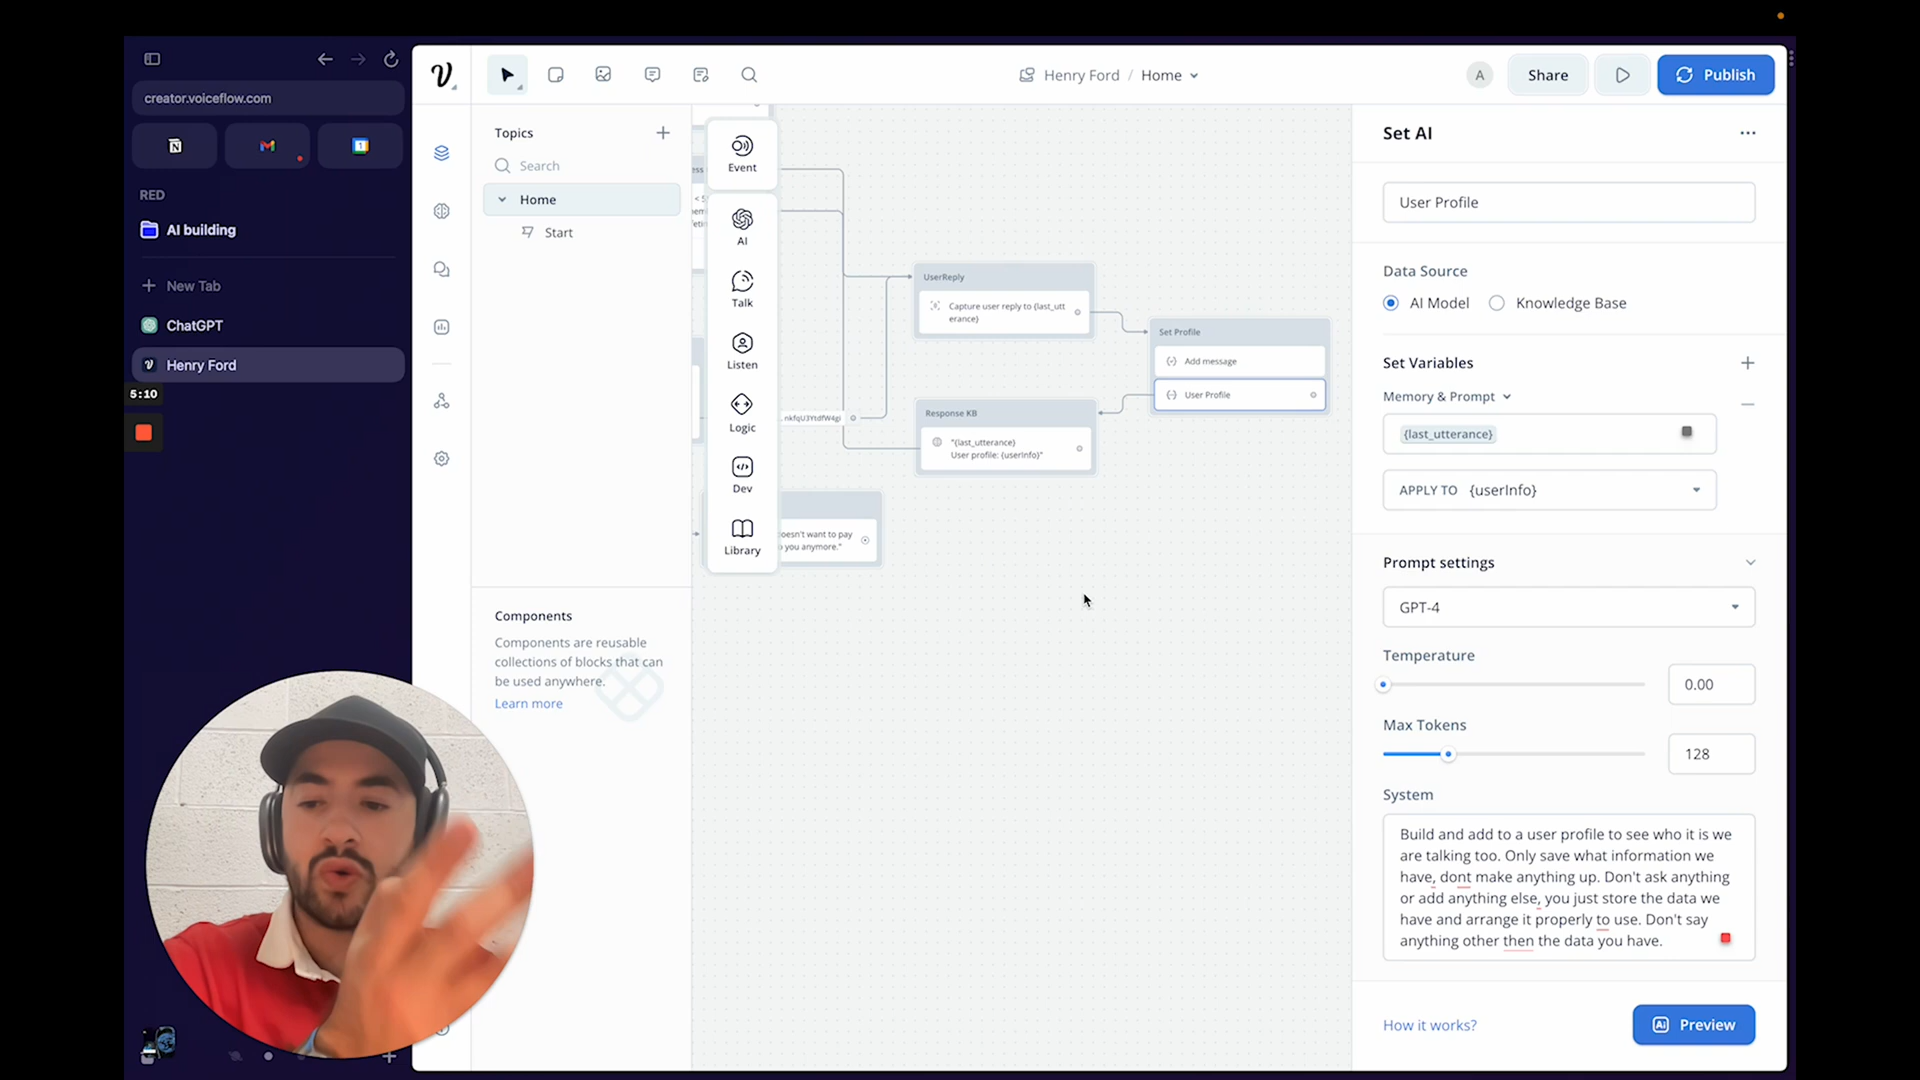 creator.voiceflow.com
RED
AI building
New Tab
ChatGPT
Henry Ford
5:10
Topics
Search
Home
Start
Components
Components are reusable
collections of blocks that can
be used anywhere.
Learn more
Event
AI
Talk
Listen
Logic
Dev
Library
Henry Ford / Home
A
Share
Publish
UserReply
Capture user reply to {last_utt
erance}
Set Profile
Add message
User Profile
Response KB
"{last_utterance}
User profile: {userInfo}"
nkfqU3YtdfW4gi
oesn't want to pay
you anymore."
Set AI
User Profile
Data Source
AI Model
Knowledge Base
Set Variables
Memory & Prompt
{last_utterance}
APPLY TO {userInfo}
Prompt settings
GPT-4
Temperature
0.00
Max Tokens
128
System
Build and add to a user profile to see who it is we
are talking too. Only save what information we
have, dont make anything up. Don't ask anything
or add anything else, you just store the data we
have and arrange it properly to use. Don't say
anything other then the data you have.
How it works?
Preview